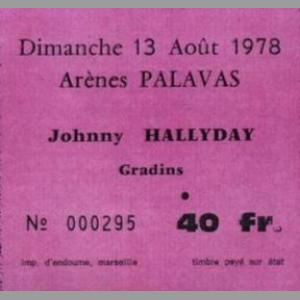 Dimanche 13 Août 1978
Arènes PALAVAS
Johnny HALLYDAY
Gradins
Nº 000295 40 fr.
imp. d'endoume, marseille timbre payé sur état